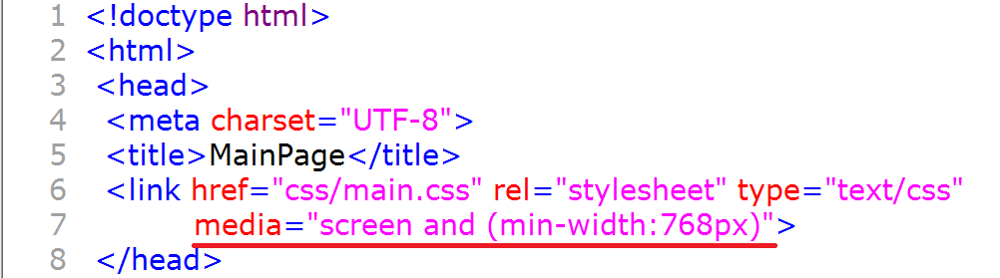 1 <!doctype html>
2 <html>
3 <head>
4 <meta charset="UTF-8">
5 <title>MainPage</title>
6 <link href="css/main.css" rel="stylesheet" type="text/css"
7 media="screen and (min-width:768px)">
8 </head>